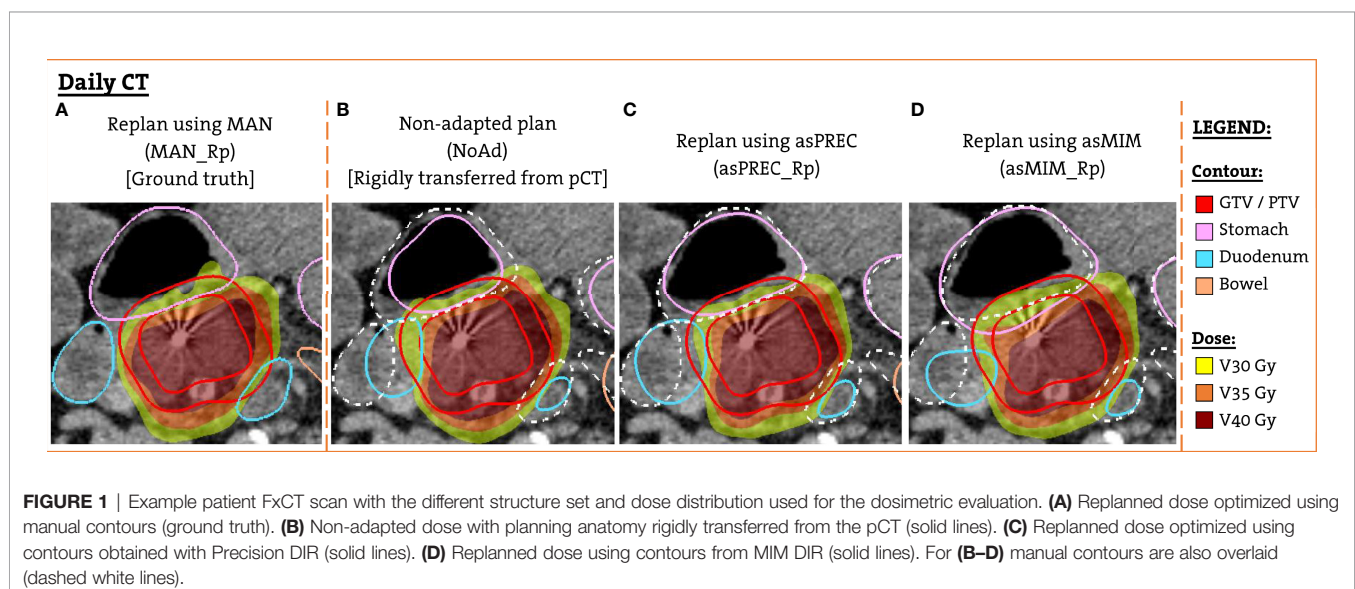 Daily CT
A
Replan using MAN
(MAN_Rp)
[Ground truth]
B
Non-adapted plan
(NoAd)
[Rigidly transferred from pCT]
C
Replan using asPREC
(asPREC_Rp)
D
Replan using asMIM
(asMIM_Rp)
LEGEND:
Contour:
GTV / PTV
Stomach
Duodenum
Bowel
Dose:
V30 Gy
V35 Gy
V40 Gy
FIGURE 1 | Example patient FxCT scan with the different structure set and dose distribution used for the dosimetric evaluation. (A) Replanned dose optimized using
manual contours (ground truth). (B) Non-adapted dose with planning anatomy rigidly transferred from the pCT (solid lines). (C) Replanned dose optimized using
contours obtained with Precision DIR (solid lines). (D) Replanned dose using contours from MIM DIR (solid lines). For (B–D) manual contours are also overlaid
(dashed white lines).